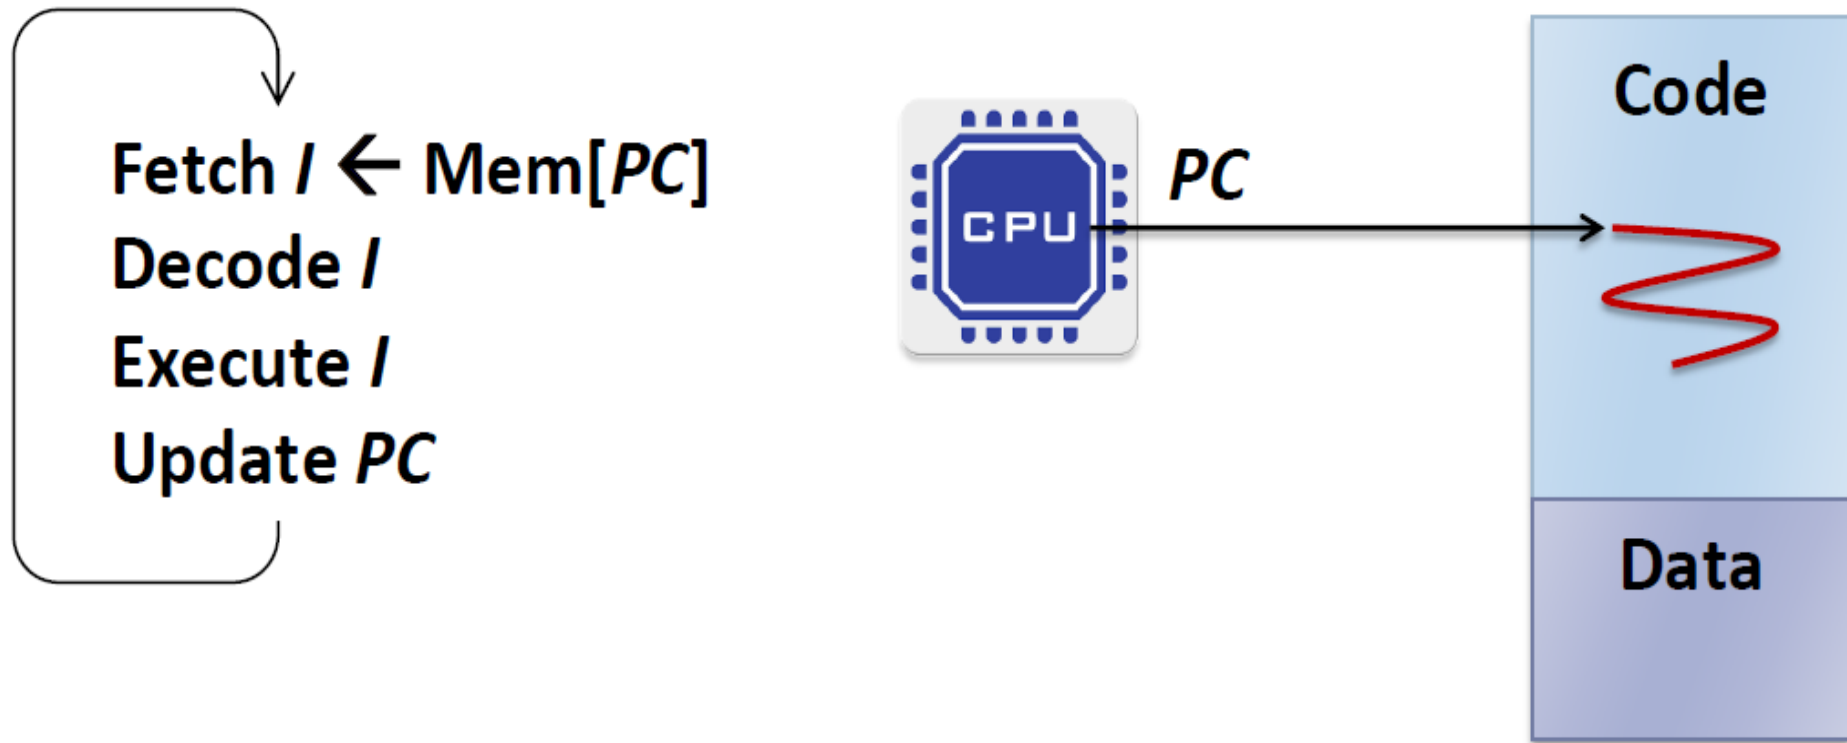 Fetch I ← Mem[PC]
Decode I
Execute I
Update PC
CPU
PC
Code
Data